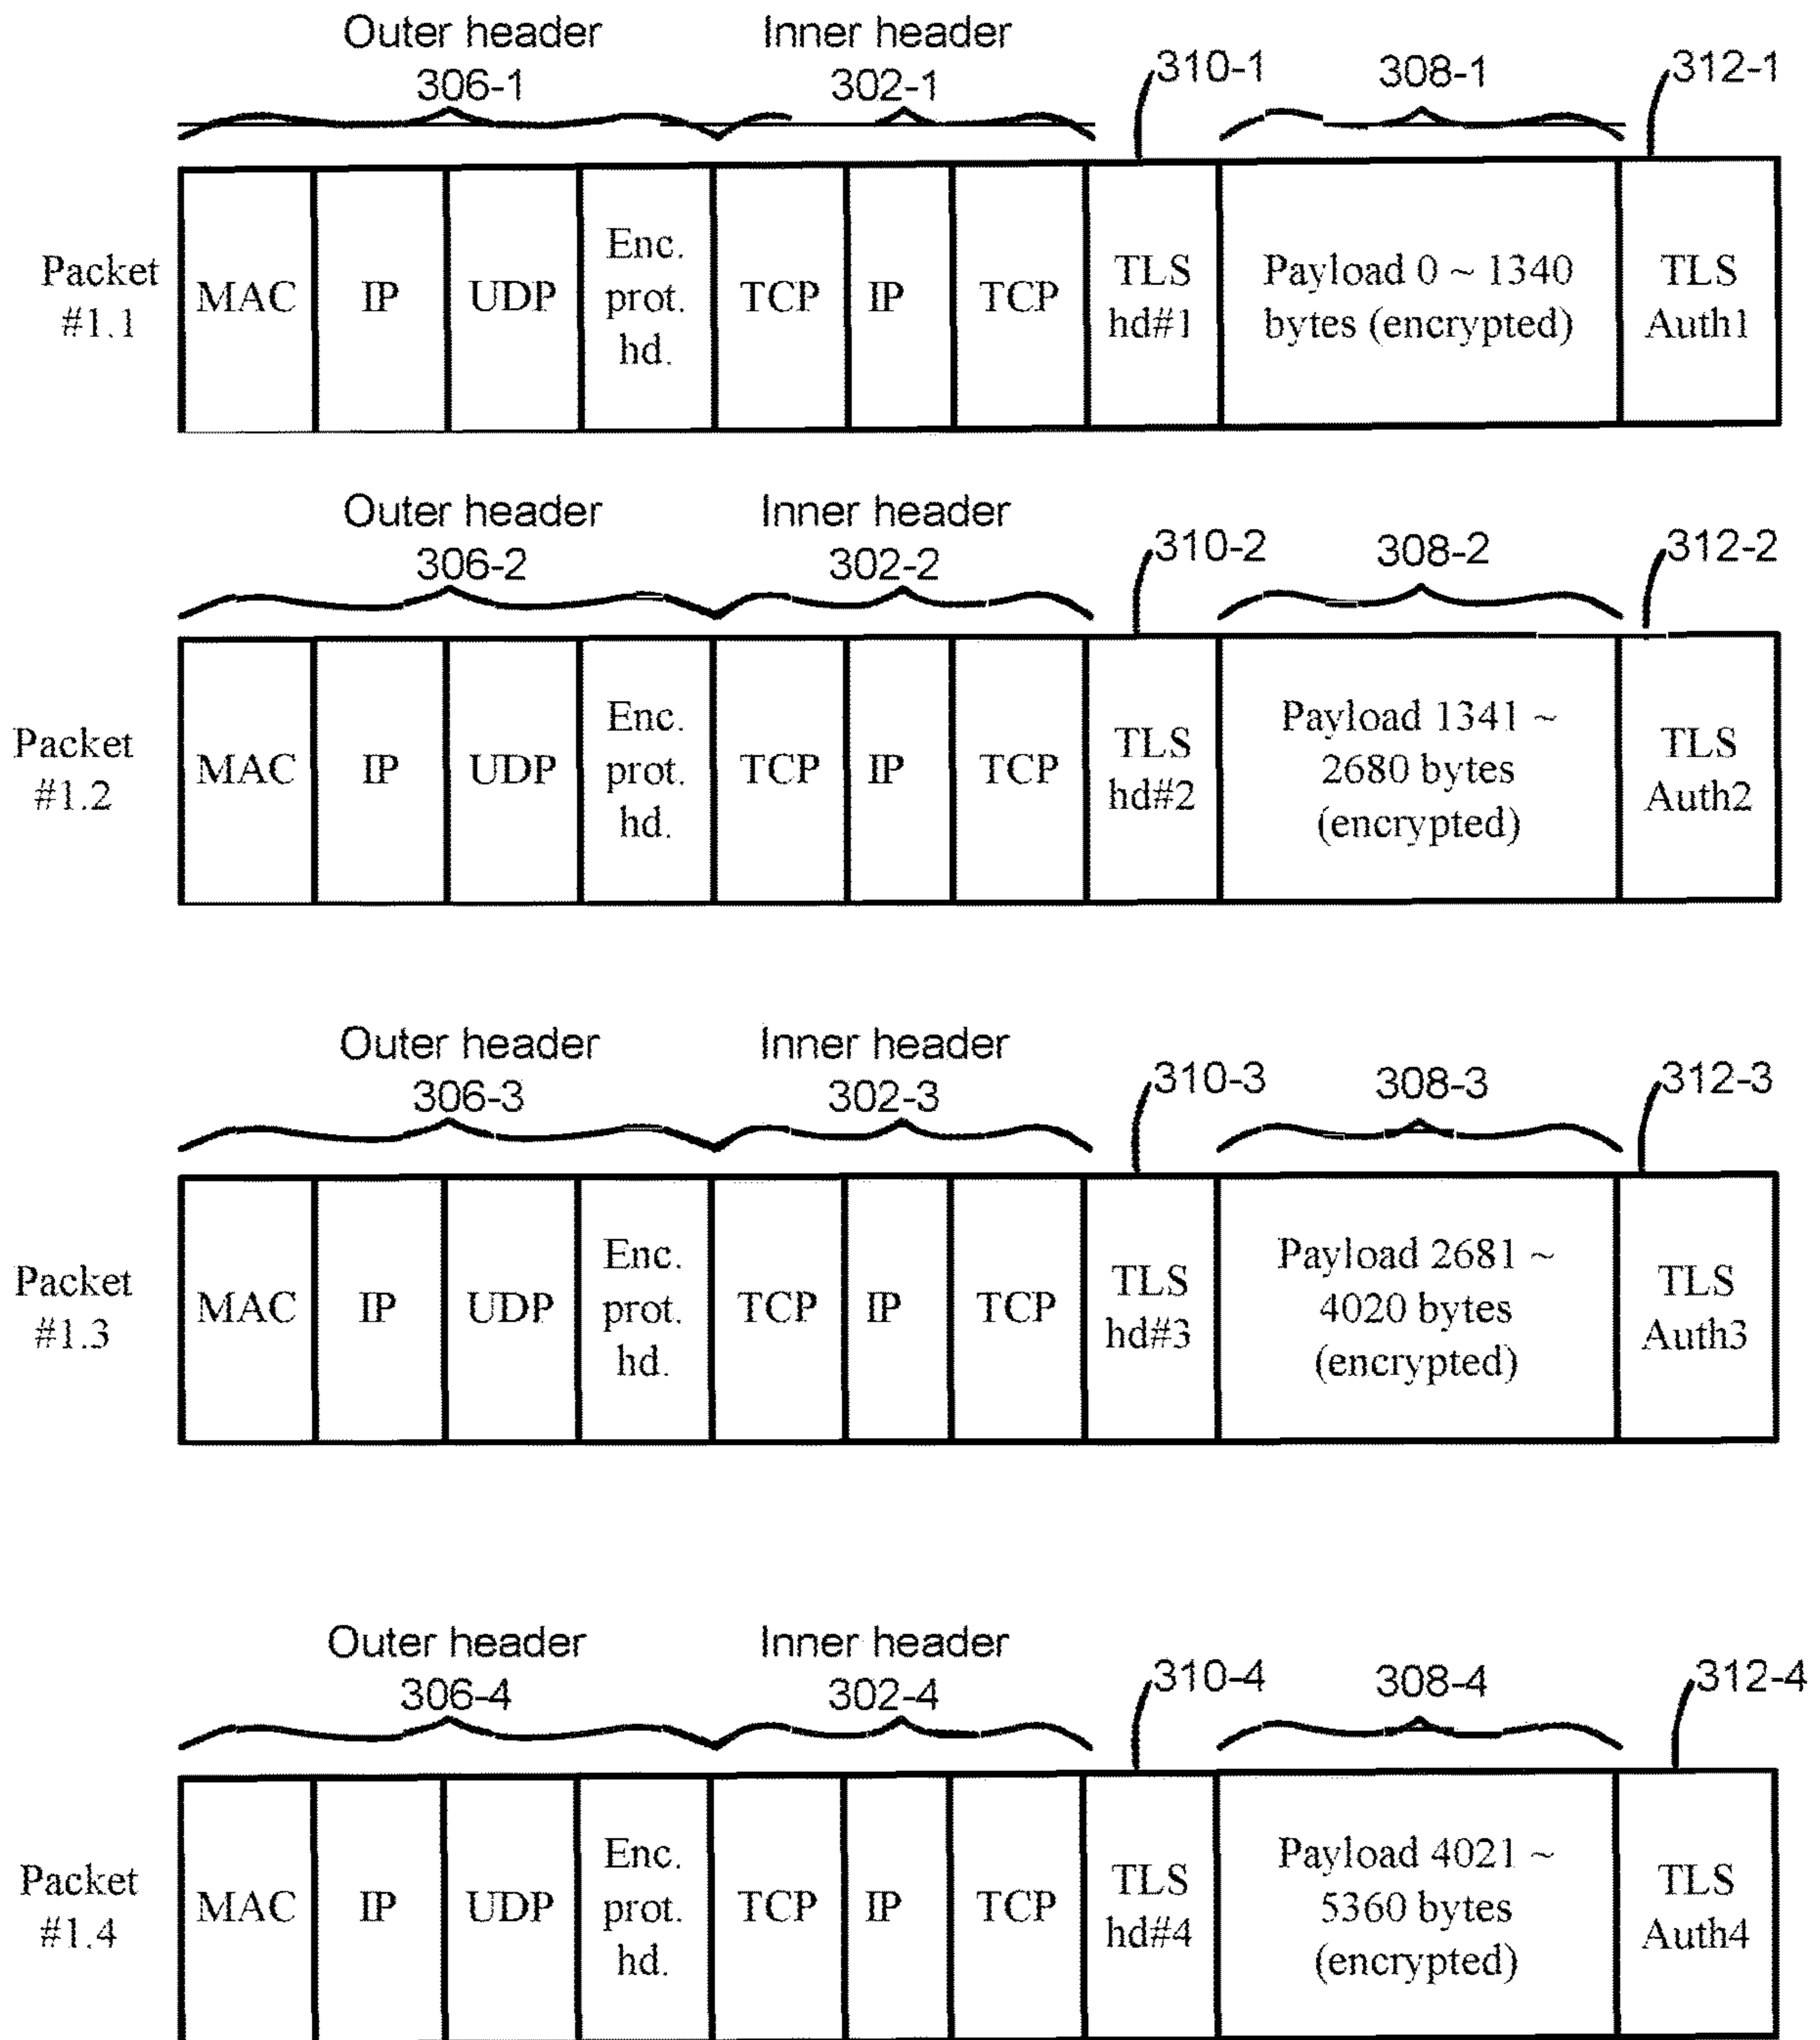 Outer header
306-1
Inner header
302-1
310-1
308-1
312-1
Packet
#1.1
MAC
IP
UDP
Enc.
prot.
hd.
TCP
IP
TCP
TLS
hd#1
Payload 0 ~ 1340
bytes (encrypted)
TLS
Auth1
Outer header
306-2
Inner header
302-2
310-2
308-2
312-2
Packet
#1.2
MAC
IP
UDP
Enc.
prot.
hd.
TCP
IP
TCP
TLS
hd#2
Payload 1341 ~
2680 bytes
(encrypted)
TLS
Auth2
Outer header
306-3
Inner header
302-3
310-3
308-3
312-3
Packet
#1.3
MAC
IP
UDP
Enc.
prot.
hd.
TCP
IP
TCP
TLS
hd#3
Payload 2681 ~
4020 bytes
(encrypted)
TLS
Auth3
Outer header
306-4
Inner header
302-4
310-4
308-4
312-4
Packet
#1.4
MAC
IP
UDP
Enc.
prot.
hd.
TCP
IP
TCP
TLS
hd#4
Payload 4021 ~
5360 bytes
(encrypted)
TLS
Auth4